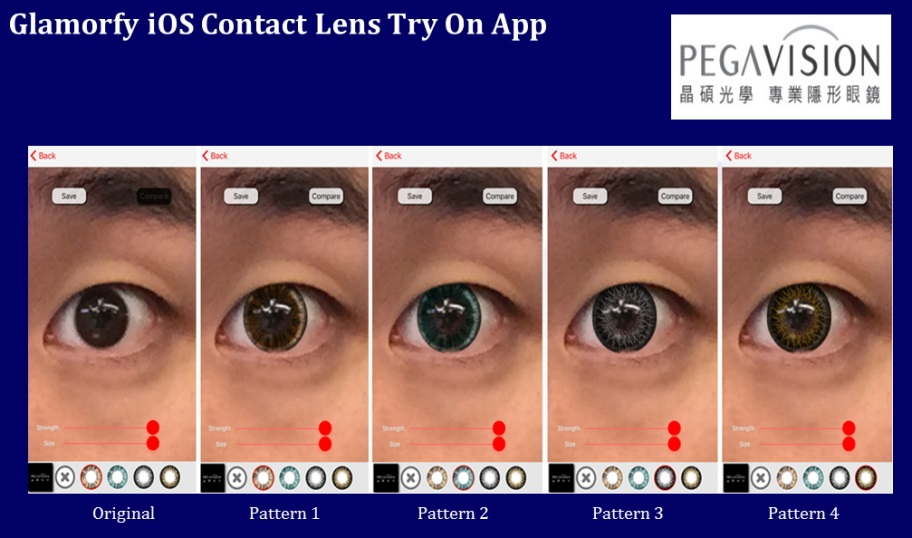 Glamorfy iOS Contact Lens Try On App
PEGAVISION
晶碩光學 專業隱形眼鏡
Back
Save
Compare
Strength
Size
Original
Back
Save
Compare
Strength
Size
Pattern 1
Back
Save
Compare
Strength
Size
Pattern 2
Back
Save
Compare
Strength
Size
Pattern 3
Back
Save
Compare
Strength
Size
Pattern 4